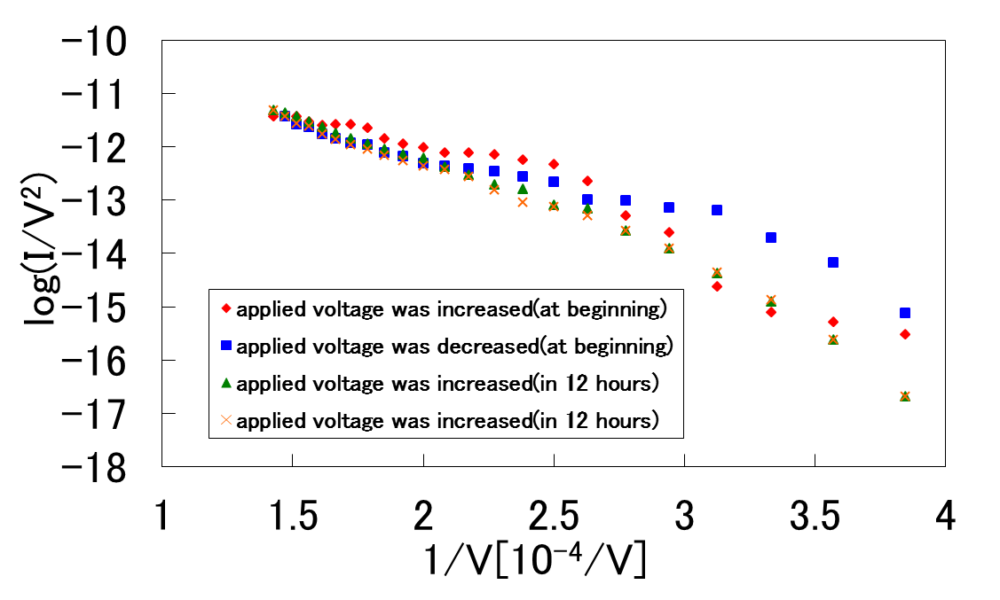 -10
-11
-12
-13
-14
-15
-16
-17
-18
log(I/V²)
applied voltage was increased(at beginning)
applied voltage was decreased(at beginning)
applied voltage was increased(in 12 hours)
applied voltage was increased(in 12 hours)
1 1.5 2 2.5 3 3.5 4
1/V[10⁻⁴/V]